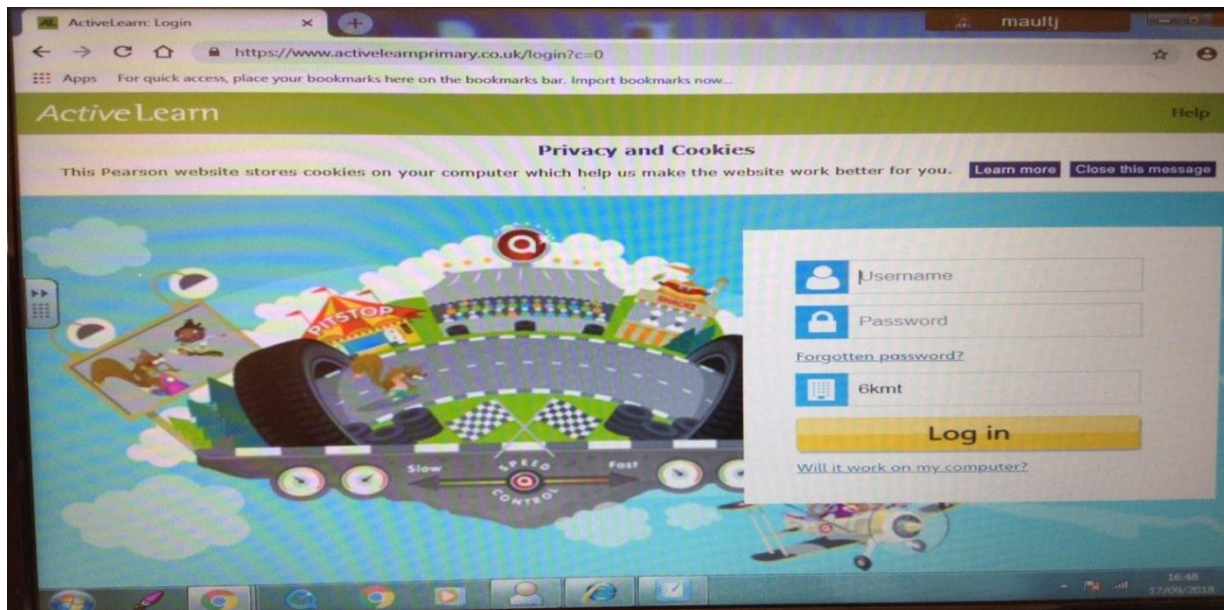 ActiveLearn: Login
maultj
https://www.activelearnprimary.co.uk/login?c=0
Apps For quick access, place your bookmarks here on the bookmarks bar. Import bookmarks now...
ActiveLearn
Help
Privacy and Cookies
This Pearson website stores cookies on your computer which help us make the website work better for you. Learn more Close this message
PITSTOP
SNACKS
Username
Password
Forgotten password?
6kmt
Log in
Will it work on my computer?
Slow SPEED Fast
CONTROL
16:48
17/09/2018